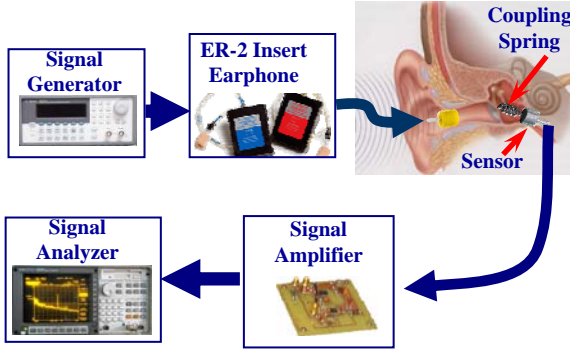 Signal
Generator
ER-2 Insert
Earphone
Coupling
Spring
Sensor
Signal
Analyzer
Signal
Amplifier